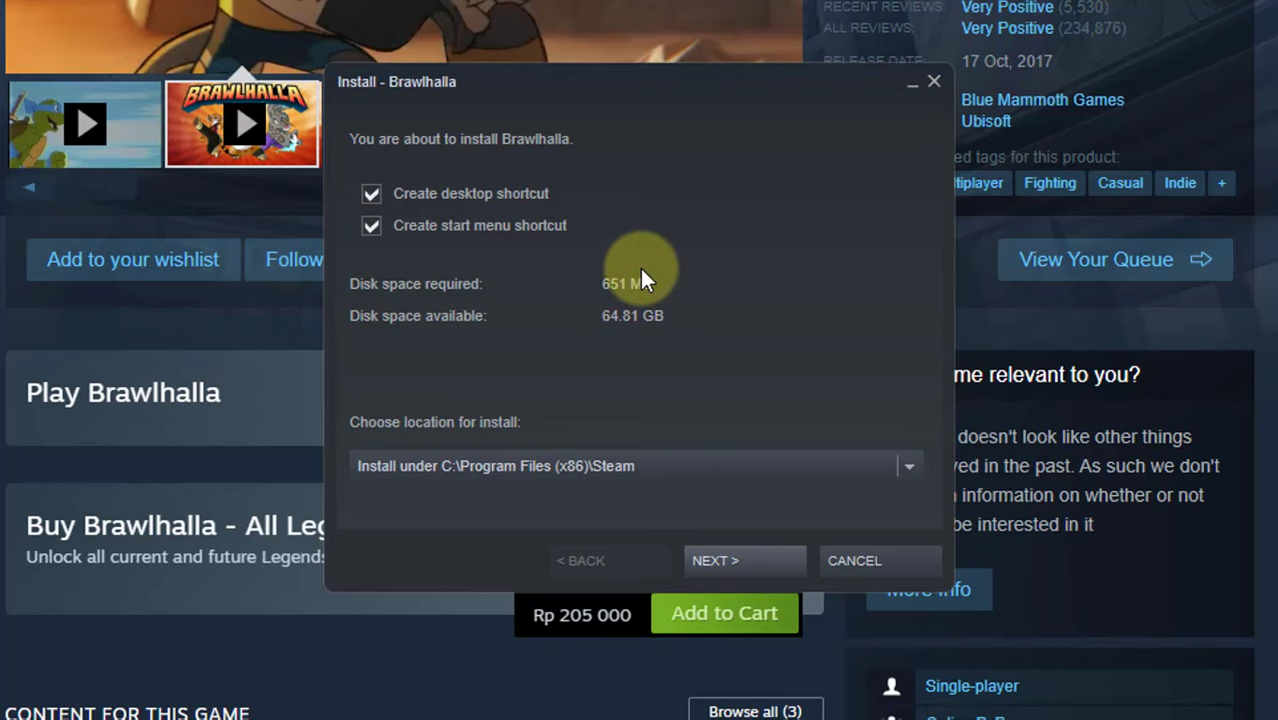 RECENT REVIEWS: Very Positive (5,530)
ALL REVIEWS: Very Positive (234,876)
RELEASE DATE: 17 Oct, 2017
Blue Mammoth Games
Ubisoft
ed tags for this product:
Fighting Casual Indie +
BRAWLHALLA
Install - Brawlhalla
You are about to install Brawlhalla.
Create desktop shortcut
Create start menu shortcut
Disk space required: 651
Disk space available: 64.81 GB
Choose location for install:
Install under C:\Program Files (x86)\Steam
< BACK NEXT > CANCEL
Add to your wishlist Follow View Your Queue
Play Brawlhalla
Buy Brawlhalla - All Leg
Unlock all current and future Legends
Rp 205 000 Add to Cart
me relevant to you?
doesn't look like other things
ved in the past. As such we don't
information on whether or not
be interested in it
More Info
Single-player
CONTENT FOR THIS GAME Browse all (3)